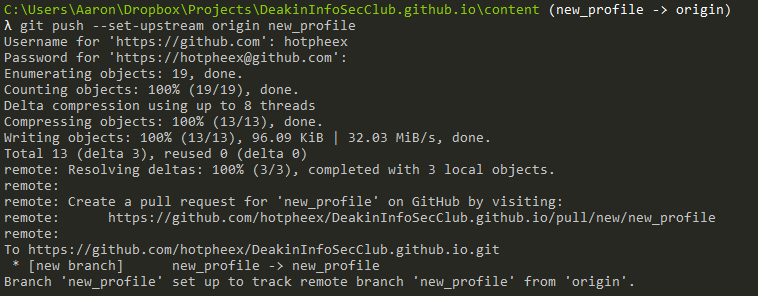 C:\Users\Aaron\Dropbox\Projects\DeakinInfoSecClub.github.io\content (new_profile -> origin)
λ git push --set-upstream origin new_profile
Username for 'https://github.com': hotpheex
Password for 'https://hotpheex@github.com':
Enumerating objects: 19, done.
Counting objects: 100% (19/19), done.
Delta compression using up to 8 threads
Compressing objects: 100% (13/13), done.
Writing objects: 100% (13/13), 96.09 KiB | 32.03 MiB/s, done.
Total 13 (delta 3), reused 0 (delta 0)
remote: Resolving deltas: 100% (3/3), completed with 3 local objects.
remote:
remote: Create a pull request for 'new_profile' on GitHub by visiting:
remote:      https://github.com/hotpheex/DeakinInfoSecClub.github.io/pull/new/new_profile
remote:
To https://github.com/hotpheex/DeakinInfoSecClub.github.io.git
 * [new branch]      new_profile -> new_profile
Branch 'new_profile' set up to track remote branch 'new_profile' from 'origin'.